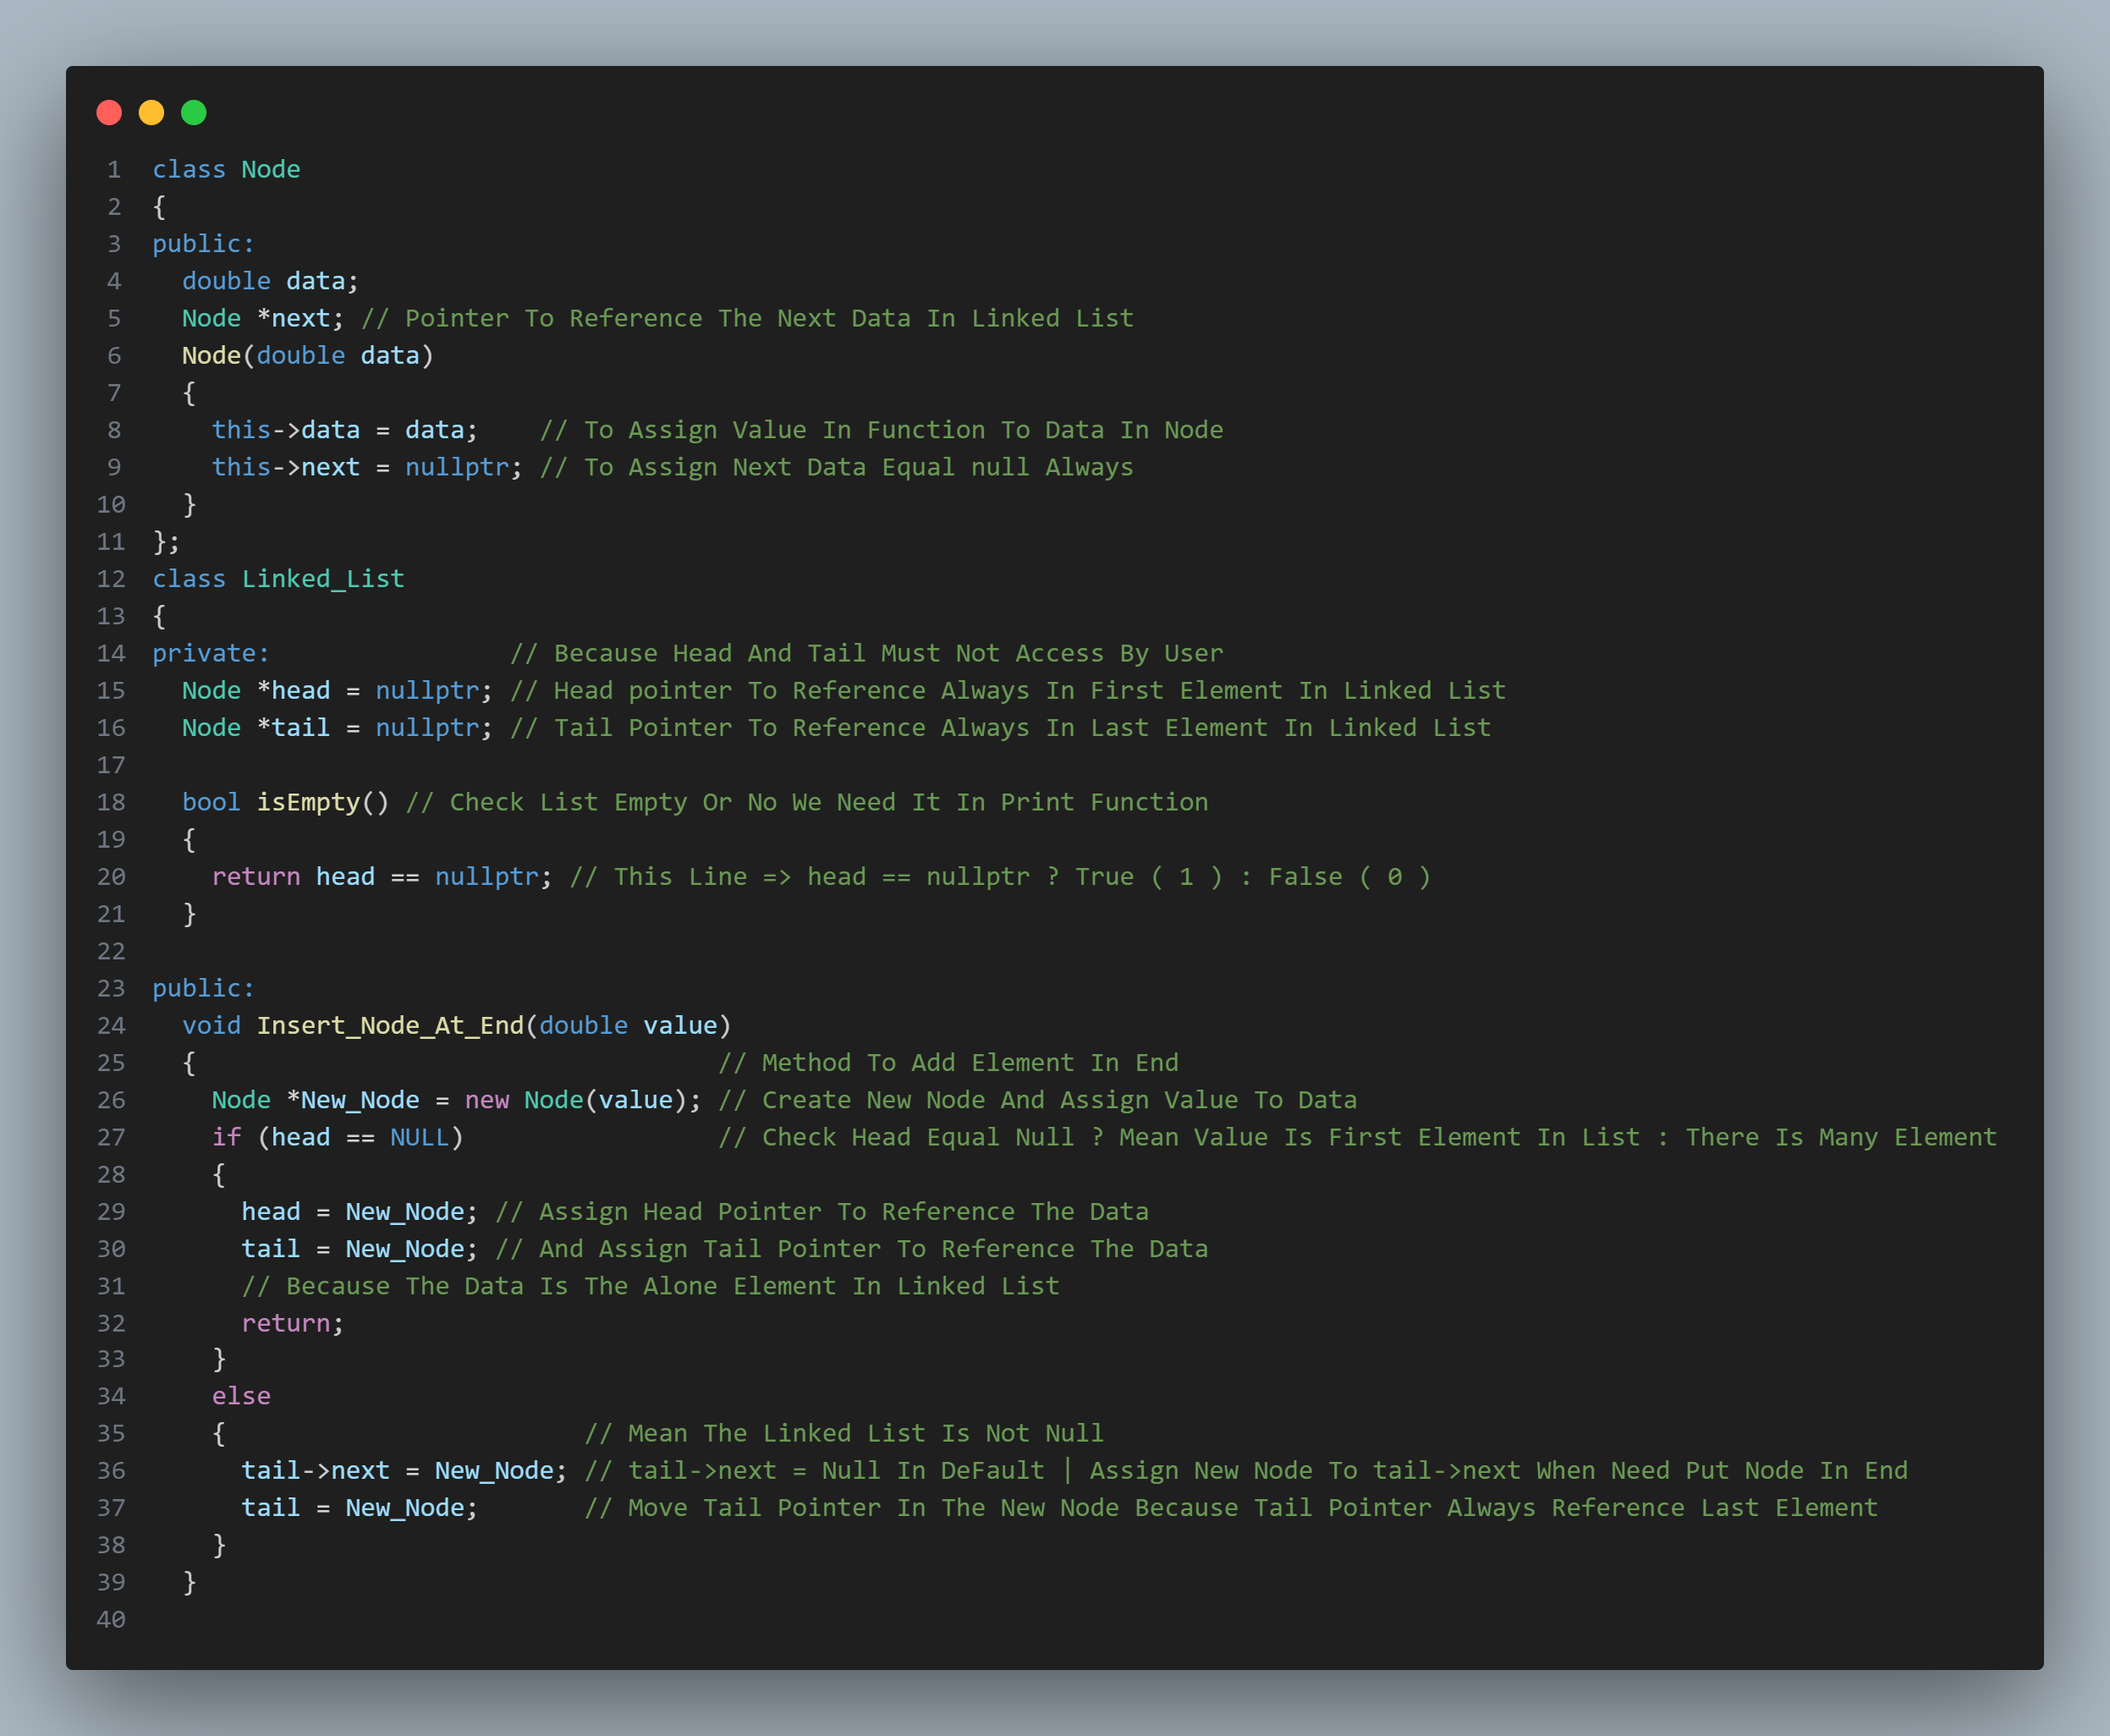 1 class Node
2 {
3 public:
4   double data;
5   Node *next; // Pointer To Reference The Next Data In Linked List
6   Node(double data)
7   {
8     this->data = data;    // To Assign Value In Function To Data In Node
9     this->next = nullptr; // To Assign Next Data Equal null Always
10   }
11 };
12 class Linked_List
13 {
14 private:                // Because Head And Tail Must Not Access By User
15   Node *head = nullptr; // Head pointer To Reference Always In First Element In Linked List
16   Node *tail = nullptr; // Tail Pointer To Reference Always In Last Element In Linked List
17
18   bool isEmpty() // Check List Empty Or No We Need It In Print Function
19   {
20     return head == nullptr; // This Line => head == nullptr ? True ( 1 ) : False ( 0 )
21   }
22
23 public:
24   void Insert_Node_At_End(double value)
25   {                                   // Method To Add Element In End
26     Node *New_Node = new Node(value); // Create New Node And Assign Value To Data
27     if (head == NULL)                 // Check Head Equal Null ? Mean Value Is First Element In List : There Is Many Element
28     {
29       head = New_Node; // Assign Head Pointer To Reference The Data
30       tail = New_Node; // And Assign Tail Pointer To Reference The Data
31       // Because The Data Is The Alone Element In Linked List
32       return;
33     }
34     else
35     {                        // Mean The Linked List Is Not Null
36       tail->next = New_Node; // tail->next = Null In DeFault | Assign New Node To tail->next When Need Put Node In End
37       tail = New_Node;       // Move Tail Pointer In The New Node Because Tail Pointer Always Reference Last Element
38     }
39   }
40